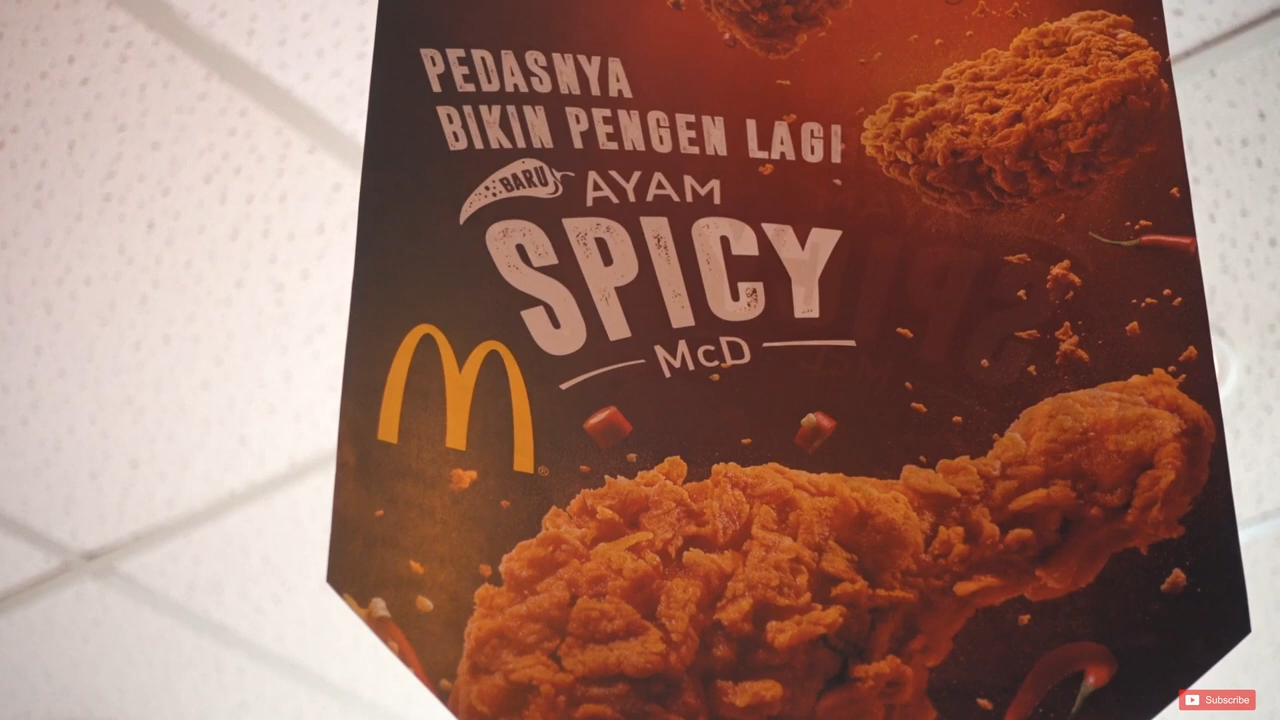 PEDASNYA
BIKIN PENGEN LAGI
BARU AYAM
SPICY
McD
®
Subscribe